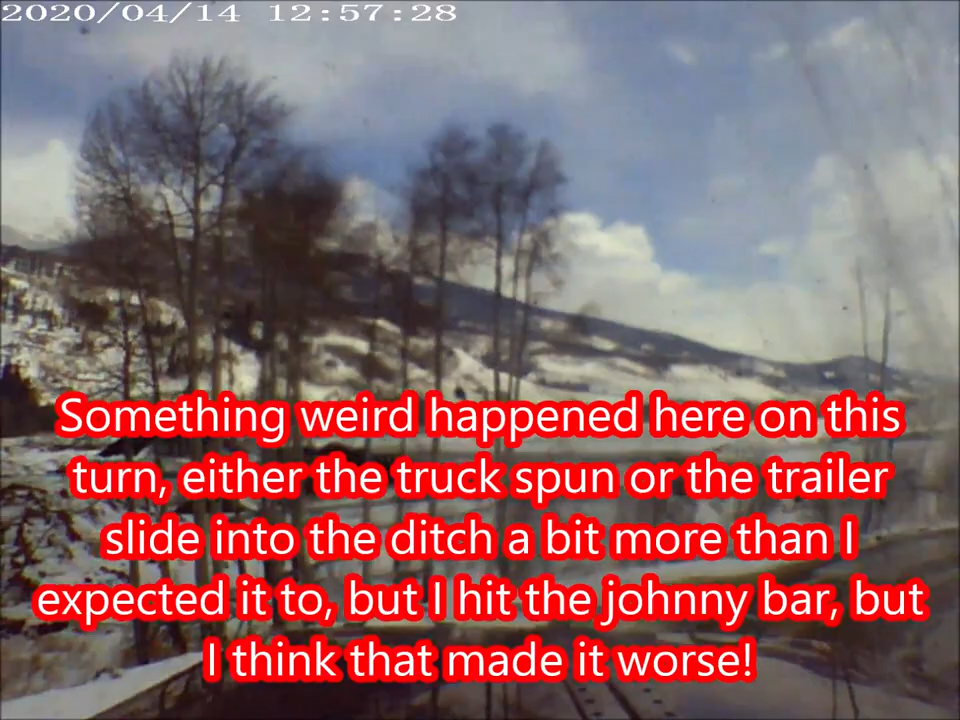 2020/04/14 12:57:28
Something weird happened here on this
turn, either the truck spun or the trailer
slide into the ditch a bit more than I
expected it to, but I hit the johnny bar, but
I think that made it worse!